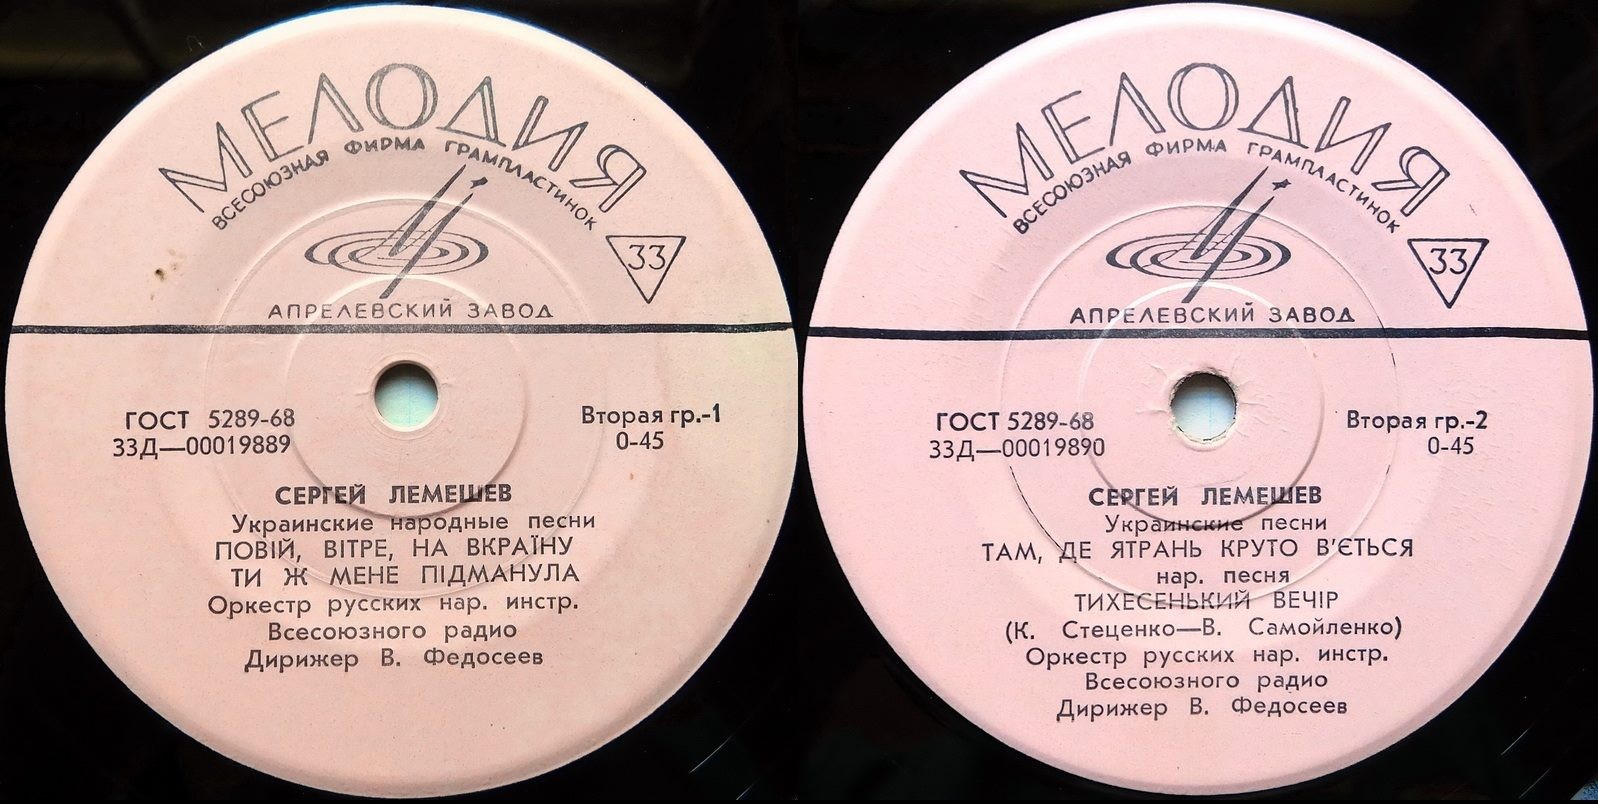 МЕЛОДИЯ
ВСЕСОЮЗНАЯ ФИРМА ГРАМПЛАСТИНОК
33
АПРЕЛЕВСКИЙ ЗАВОД
ГОСТ 5289-68
33Д—00019889
Вторая гр.-1
0-45
СЕРГЕЙ ЛЕМЕШЕВ
Украинские народные песни
ПОВІЙ, ВІТРЕ, НА ВКРАЇНУ
ТИ Ж МЕНЕ ПІДМАНУЛА
Оркестр русских нар. инстр.
Всесоюзного радио
Дирижер В. Федосеев
МЕЛОДИЯ
ВСЕСОЮЗНАЯ ФИРМА ГРАМПЛАСТИНОК
33
АПРЕЛЕВСКИЙ ЗАВОД
ГОСТ 5289-68
33Д—00019890
Вторая гр.-2
0-45
СЕРГЕЙ ЛЕМЕШЕВ
Украинские песни
ТАМ, ДЕ ЯТРАНЬ КРУТО В'ЄТЬСЯ
нар. песня
ТИХЕСЕНЬКИЙ ВЕЧІР
(К. Стеценко—В. Самойленко)
Оркестр русских нар. инстр.
Всесоюзного радио
Дирижер В. Федосеев